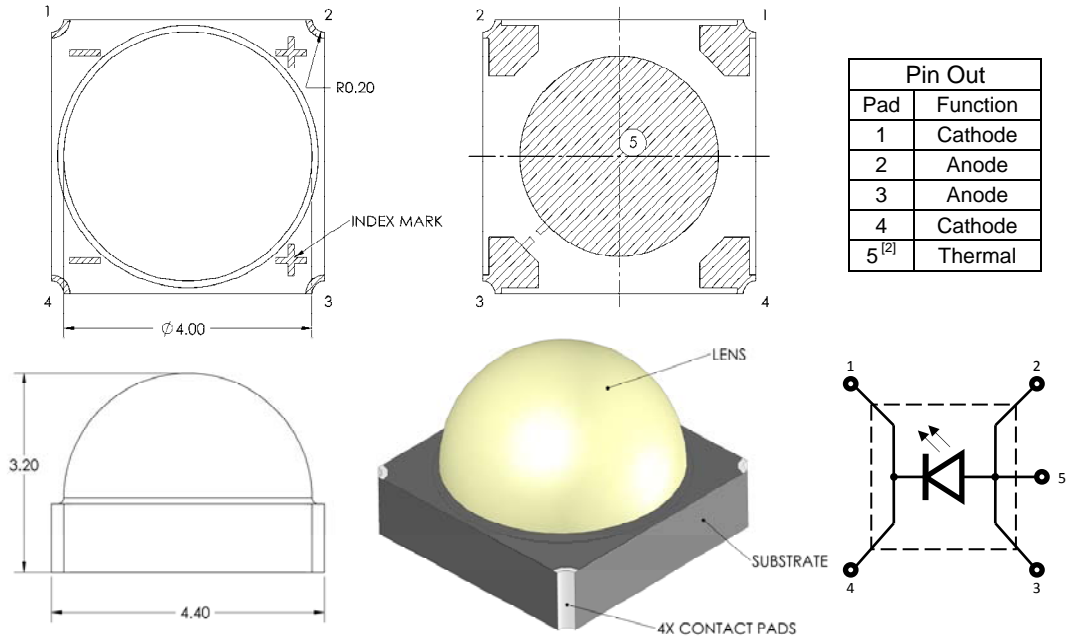 1
2
R0.20
INDEX MARK
4
3
Ø4.00
2
1
5
3
4
Pin Out
Pad Function
1 Cathode
2 Anode
3 Anode
4 Cathode
5[2] Thermal
3.20
4.40
LENS
SUBSTRATE
4X CONTACT PADS
1
2
5
4
3